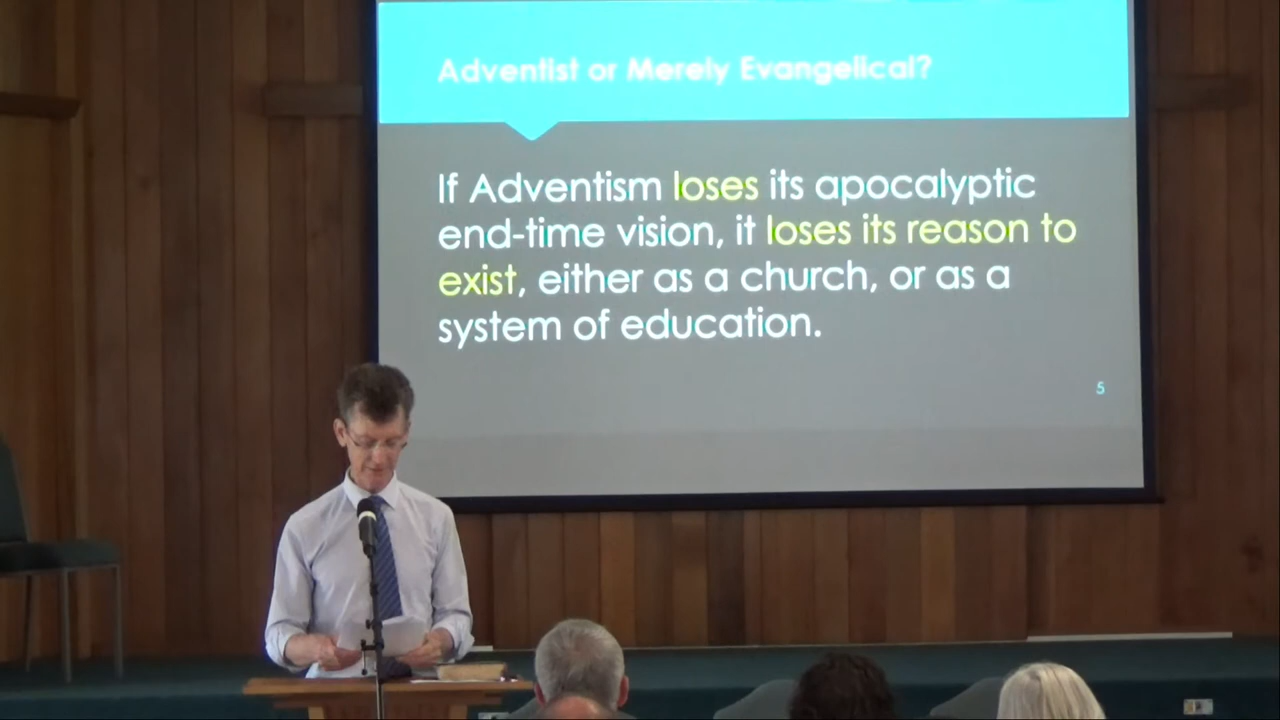 Adventist or Merely Evangelical?
If Adventism loses its apocalyptic
end-time vision, it loses its reason to
exist, either as a church, or as a
system of education.
5